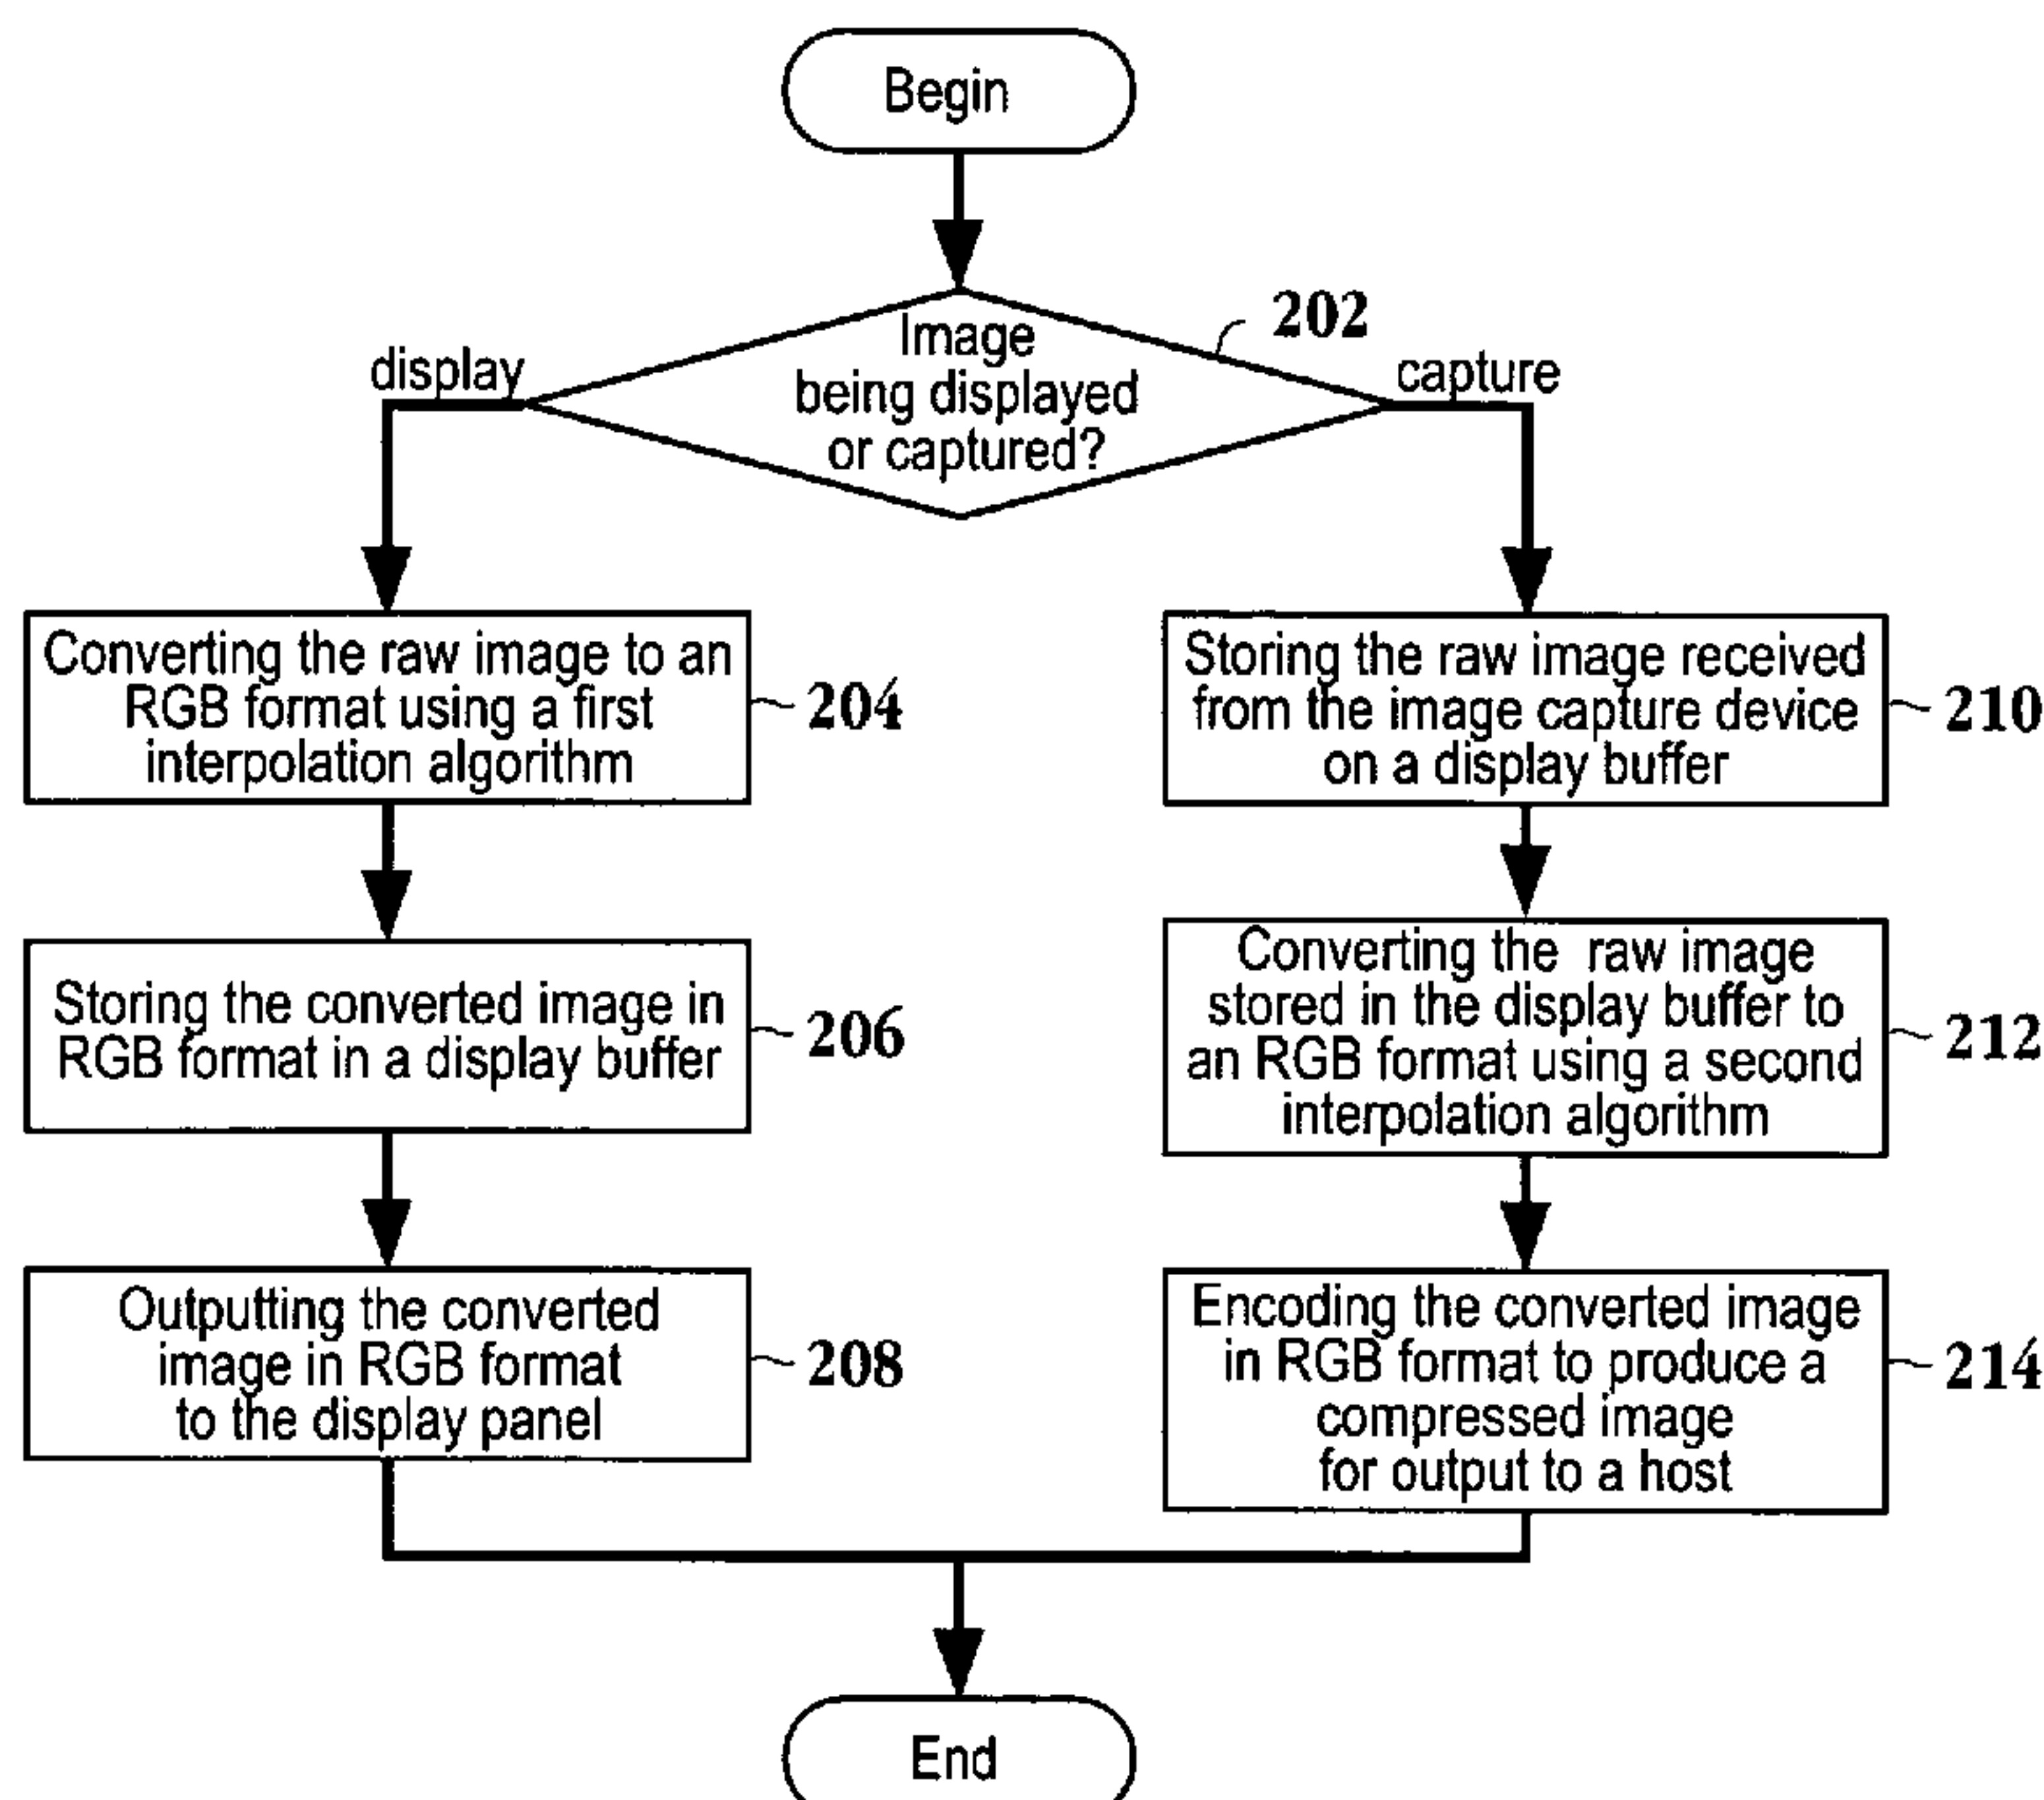 Begin
Image
being displayed
or captured?
202
display
capture
Converting the raw image to an
RGB format using a first
interpolation algorithm
204
Storing the converted image in
RGB format in a display buffer
206
Outputting the converted
image in RGB format
to the display panel
208
Storing the raw image received
from the image capture device
on a display buffer
210
Converting the raw image
stored in the display buffer to
an RGB format using a second
interpolation algorithm
212
Encoding the converted image
in RGB format to produce a
compressed image
for output to a host
214
End